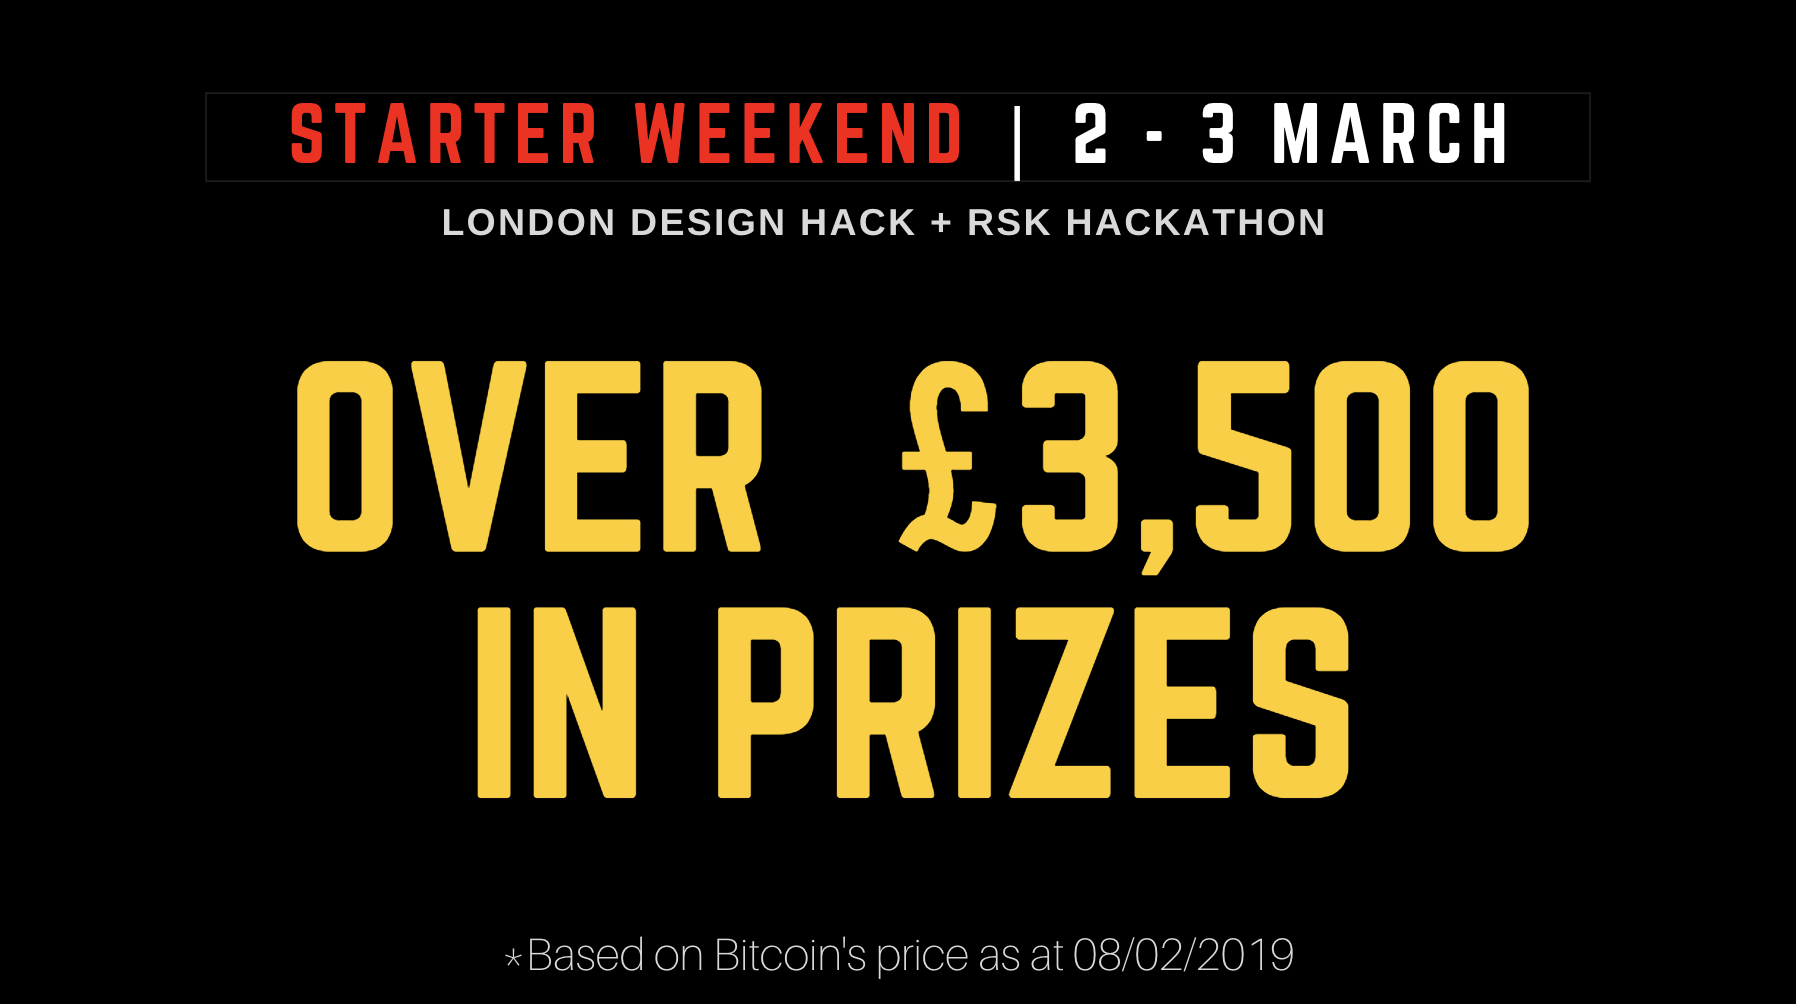 STARTER WEEKEND | 2 - 3 MARCH
LONDON DESIGN HACK + RSK HACKATHON
OVER £3,500
IN PRIZES
*Based on Bitcoin's price as at 08/02/2019